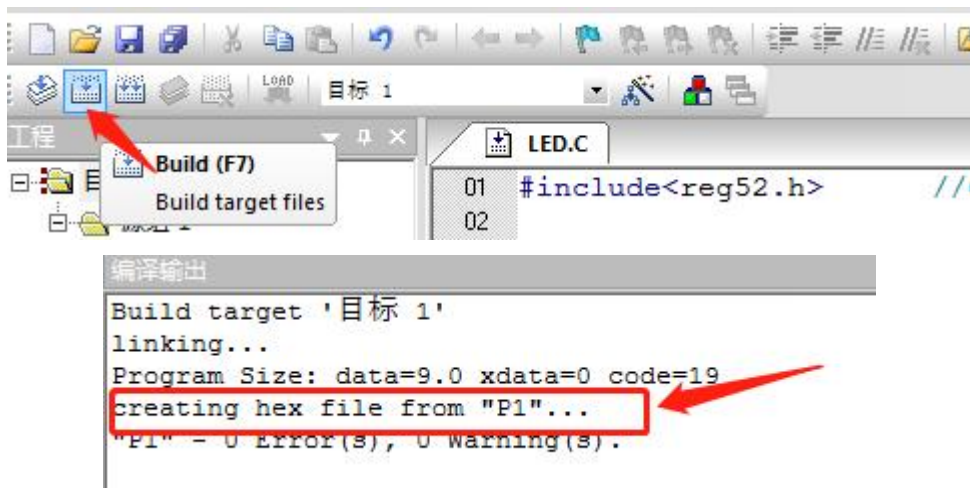 LOAD
目标 1
工程
LED.C
Build (F7)
Build target files
01 #include<reg52.h> //
02
编译输出
Build target '目标 1'
linking...
Program Size: data=9.0 xdata=0 code=19
creating hex file from "P1"...
"P1" - 0 Error(s), 0 Warning(s).